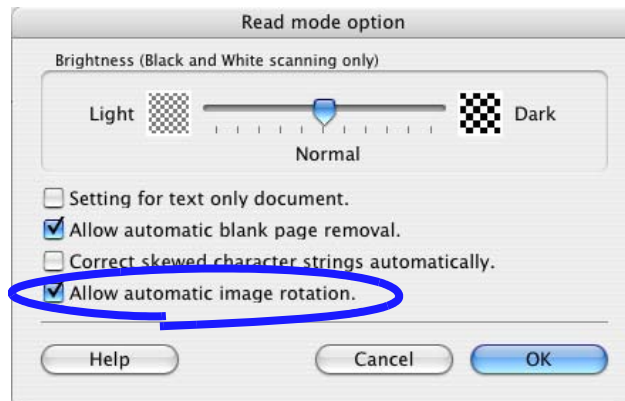 Read mode option
Brightness (Black and White scanning only)
Light Dark
Normal
Setting for text only document.
Allow automatic blank page removal.
Correct skewed character strings automatically.
Allow automatic image rotation.
Help Cancel OK